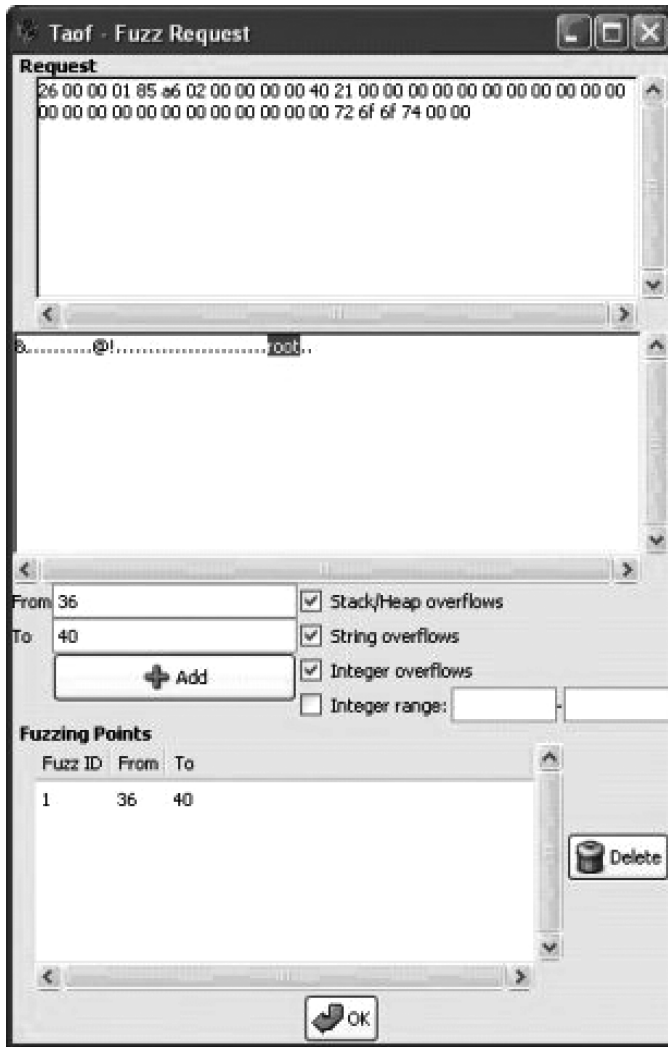 Taof - Fuzz Request
Request
26 00 00 01 85 a6 02 00 00 00 00 40 21 00 00 00 00 00 00 00 00 00 00 00
00 00 00 00 00 00 00 00 00 00 00 00 72 6f 6f 74 00 00
&..........@!.......................root..
From 36
Stack/Heap overflows
To 40
String overflows
Add
Integer overflows
Integer range: -
Fuzzing Points
Fuzz ID From To
1 36 40
Delete
OK